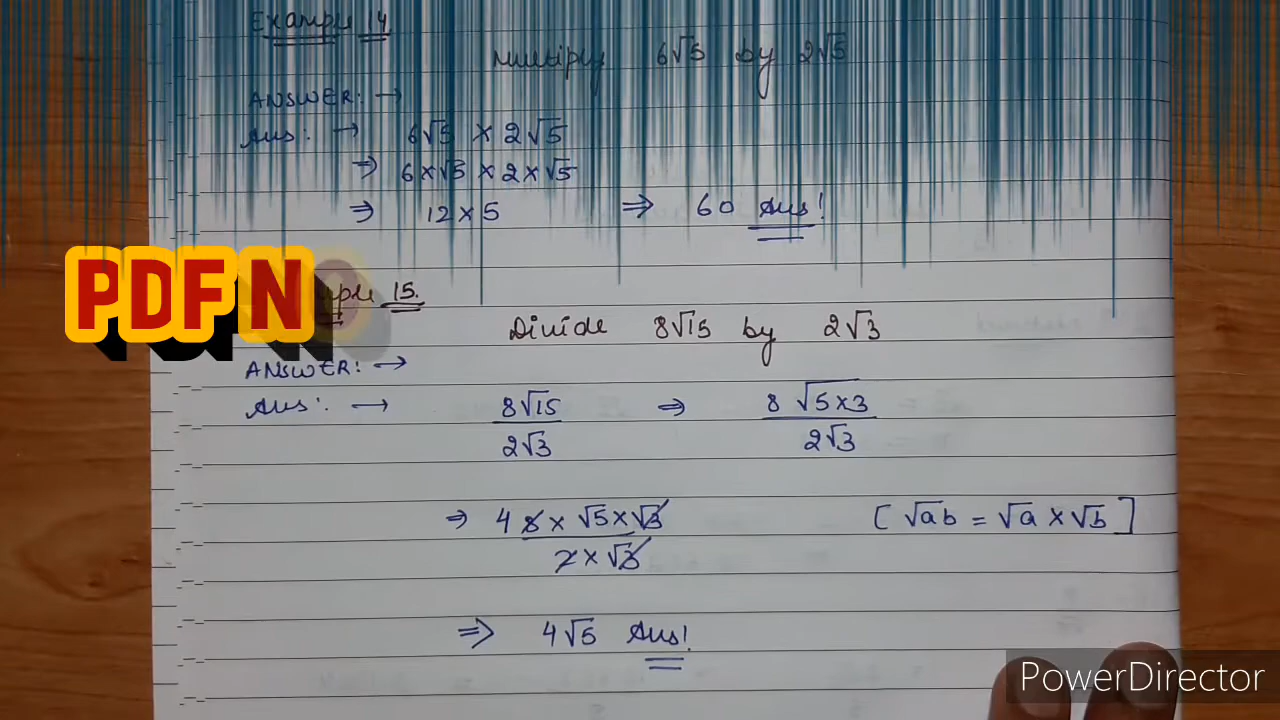 Example 14
Multiply 6√5 by 2√5
ANSWER: →
Ans: → 6√5 × 2√5
⇒ 6×√5 × 2×√5
⇒ 12×5 ⇒ 60 Ans!
PDF N
15.
Divide 8√15 by 2√3
ANSWER: →
Ans: → 8√15 / 2√3 ⇒ 8 √5×3 / 2√3
⇒ 4 8 × √5×√3 / 2×√3 [√ab = √a × √b]
⇒ 4√5 Ans!
PowerDirector